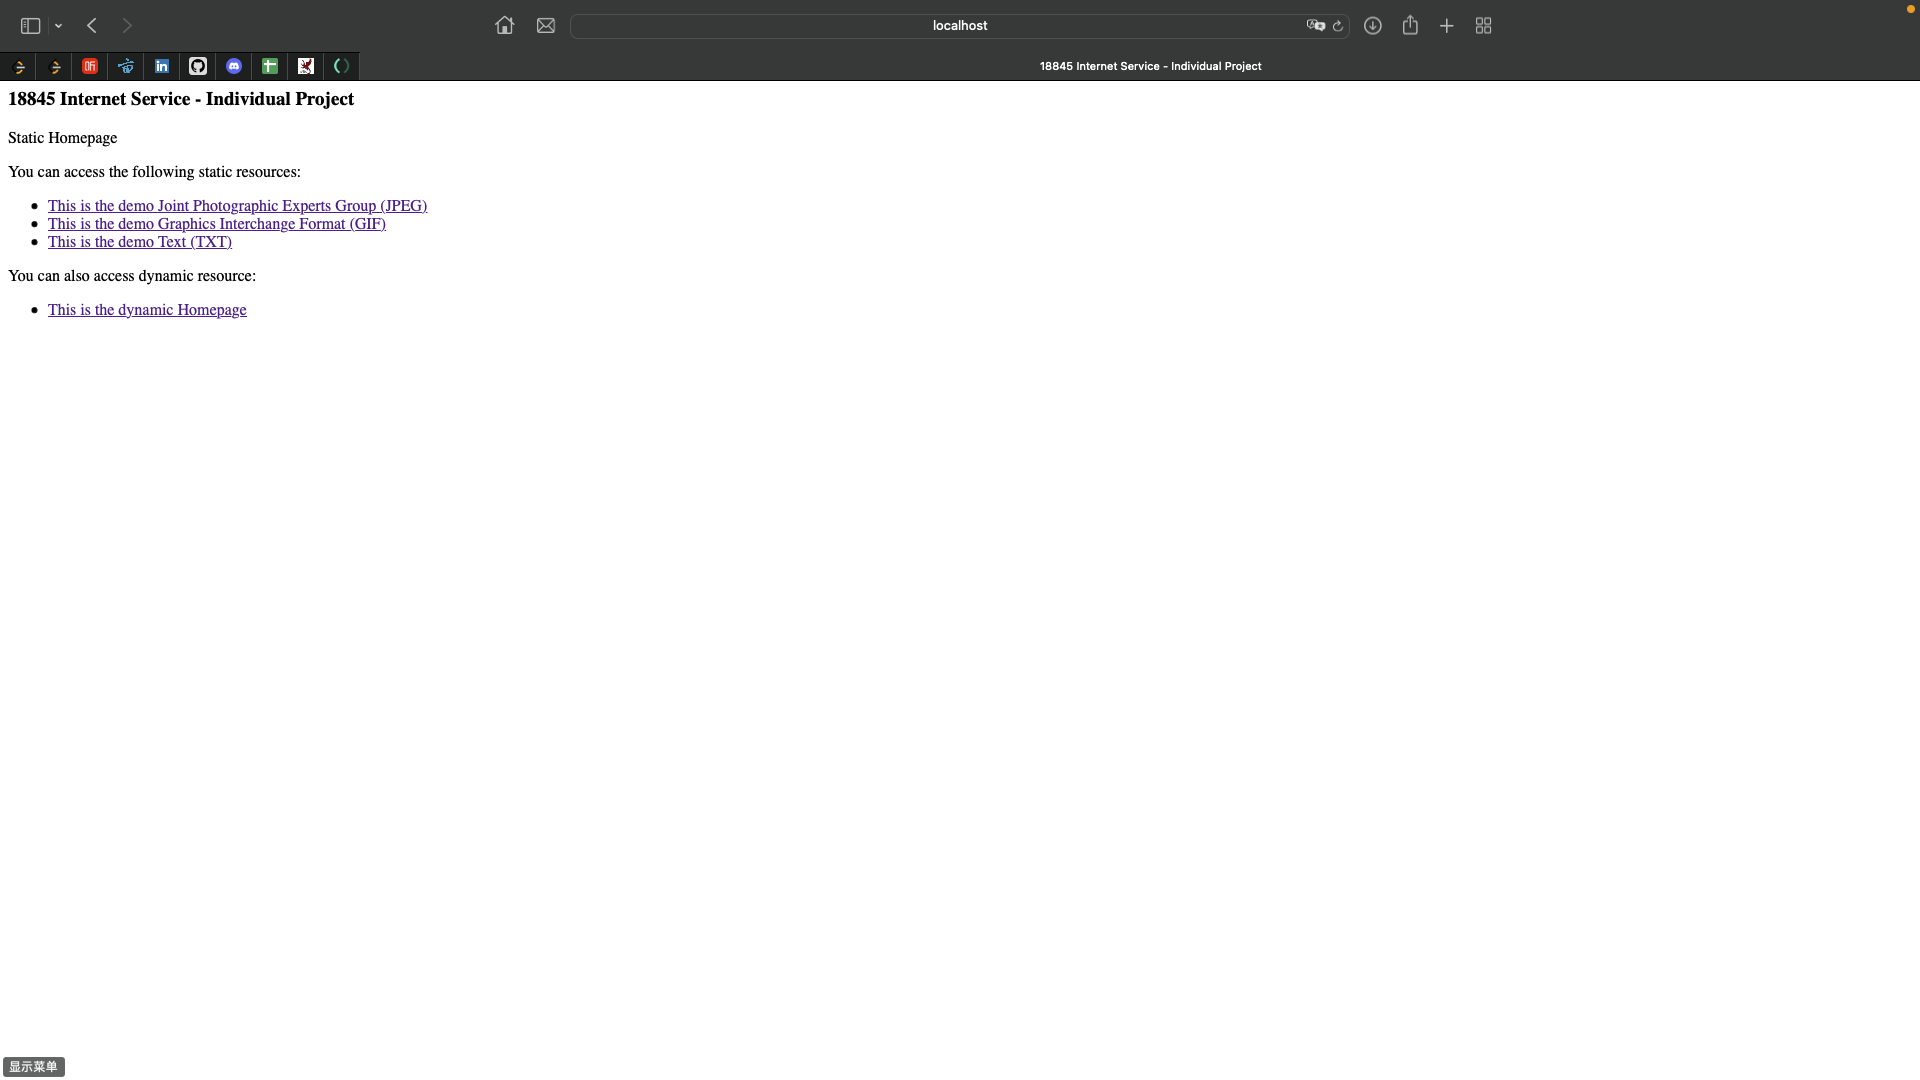 localhost
18845 Internet Service - Individual Project
18845 Internet Service - Individual Project
Static Homepage
You can access the following static resources:
This is the demo Joint Photographic Experts Group (JPEG)
This is the demo Graphics Interchange Format (GIF)
This is the demo Text (TXT)
You can also access dynamic resource:
This is the dynamic Homepage
显示菜单